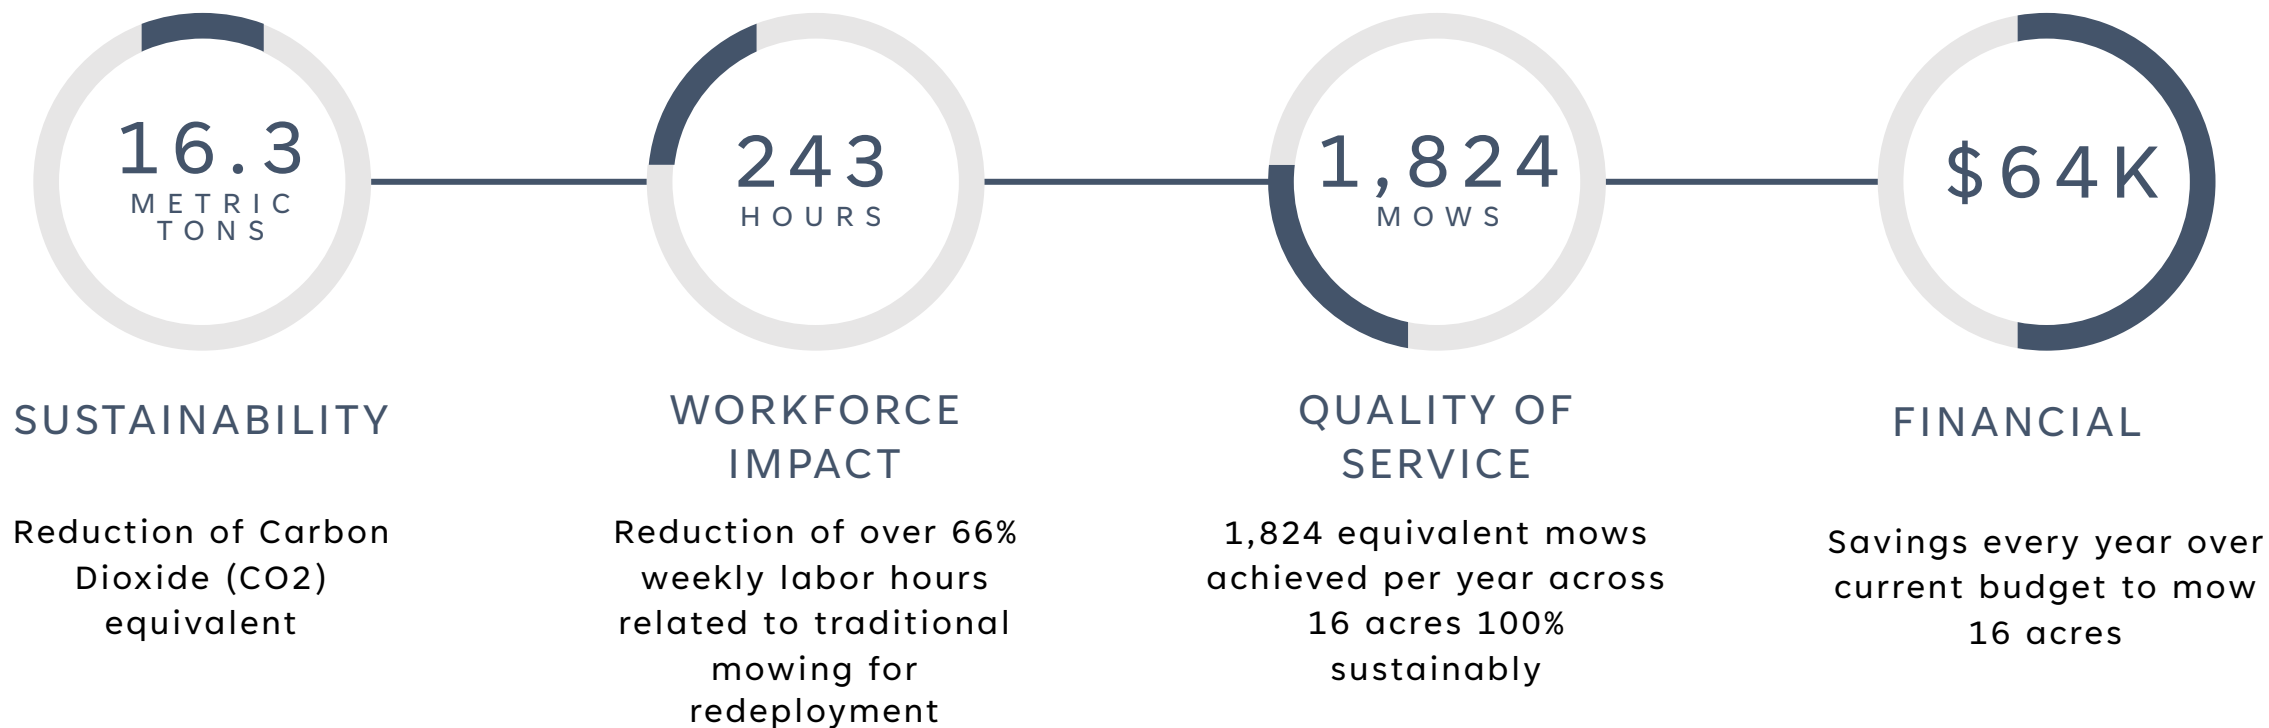 16.3
METRIC
TONS
SUSTAINABILITY
Reduction of Carbon
Dioxide (CO2)
equivalent
243
HOURS
WORKFORCE
IMPACT
Reduction of over 66%
weekly labor hours
related to traditional
mowing for
redeployment
1,824
MOWS
QUALITY OF
SERVICE
1,824 equivalent mows
achieved per year across
16 acres 100%
sustainably
$64K
FINANCIAL
Savings every year over
current budget to mow
16 acres